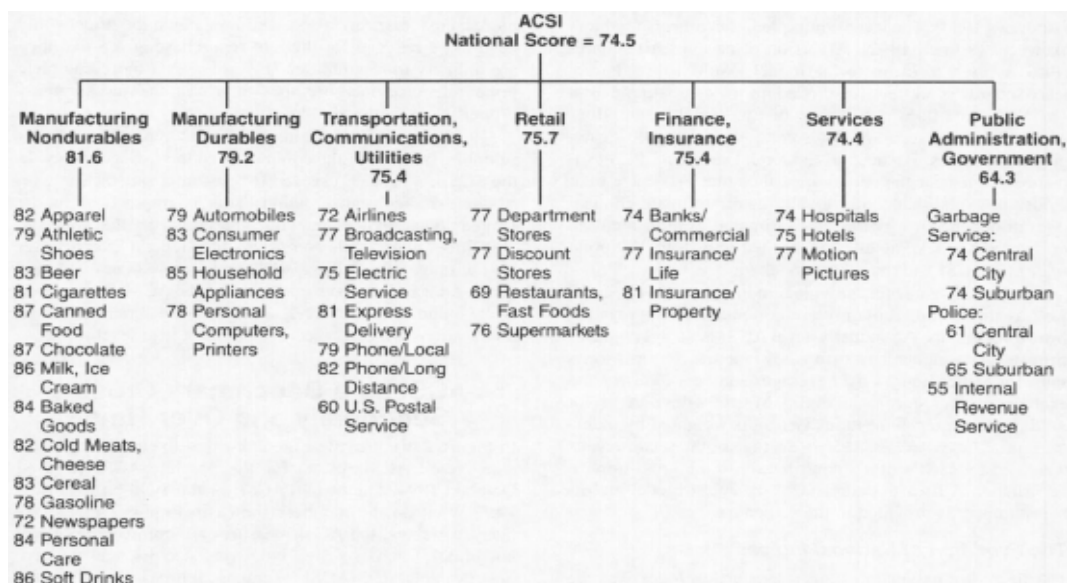 ACSI
National Score = 74.5
Manufacturing
Nondurables
81.6
82 Apparel
79 Athletic
Shoes
83 Beer
81 Cigarettes
87 Canned
Food
87 Chocolate
86 Milk, Ice
Cream
84 Baked
Goods
82 Cold Meats,
Cheese
83 Cereal
78 Gasoline
72 Newspapers
84 Personal
Care
86 Soft Drinks
Manufacturing
Durables
79.2
79 Automobiles
83 Consumer
Electronics
85 Household
Appliances
78 Personal
Computers,
Printers
Transportation,
Communications,
Utilities
75.4
72 Airlines
77 Broadcasting,
Television
75 Electric
Service
81 Express
Delivery
79 Phone/Local
82 Phone/Long
Distance
60 U.S. Postal
Service
Retail
75.7
77 Department
Stores
77 Discount
Stores
69 Restaurants,
Fast Foods
76 Supermarkets
Finance,
Insurance
75.4
74 Banks/
Commercial
77 Insurance/
Life
81 Insurance/
Property
Services
74.4
74 Hospitals
75 Hotels
77 Motion
Pictures
Public
Administration,
Government
64.3
Garbage
Service:
74 Central
City
74 Suburban
Police:
61 Central
City
65 Suburban
55 Internal
Revenue
Service